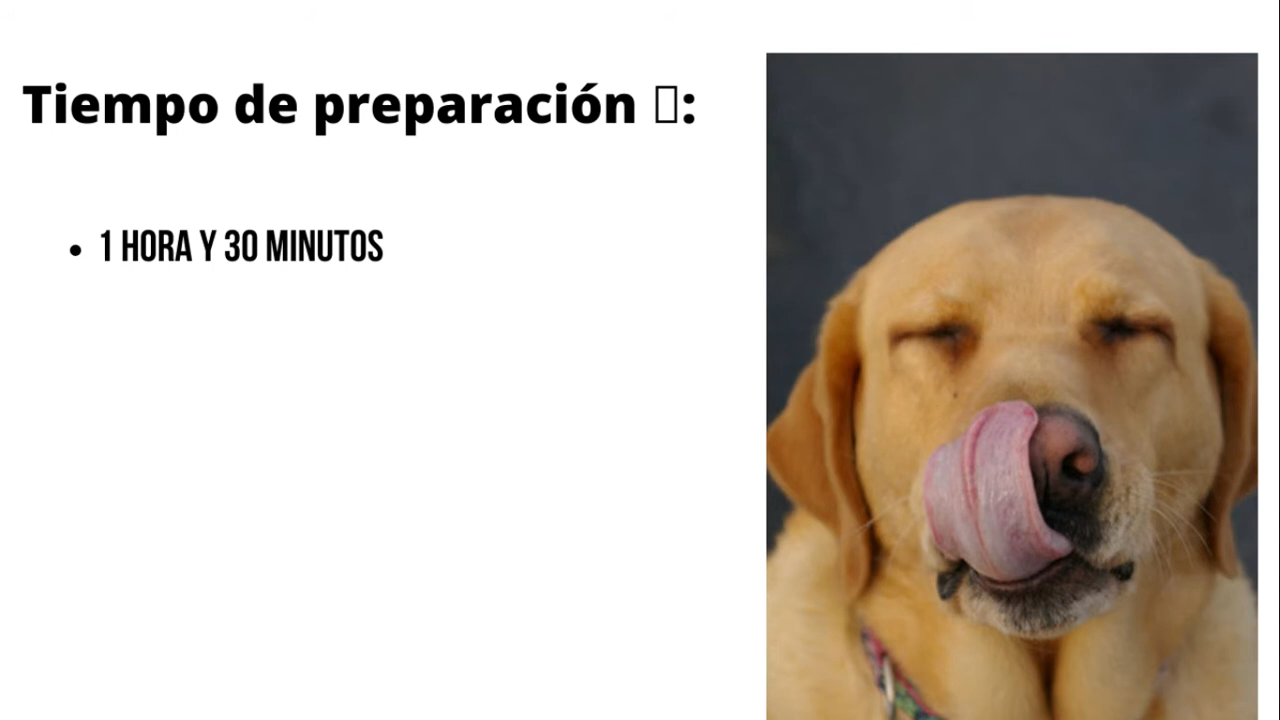 Tiempo de preparación ▯:
• 1 HORA Y 30 MINUTOS